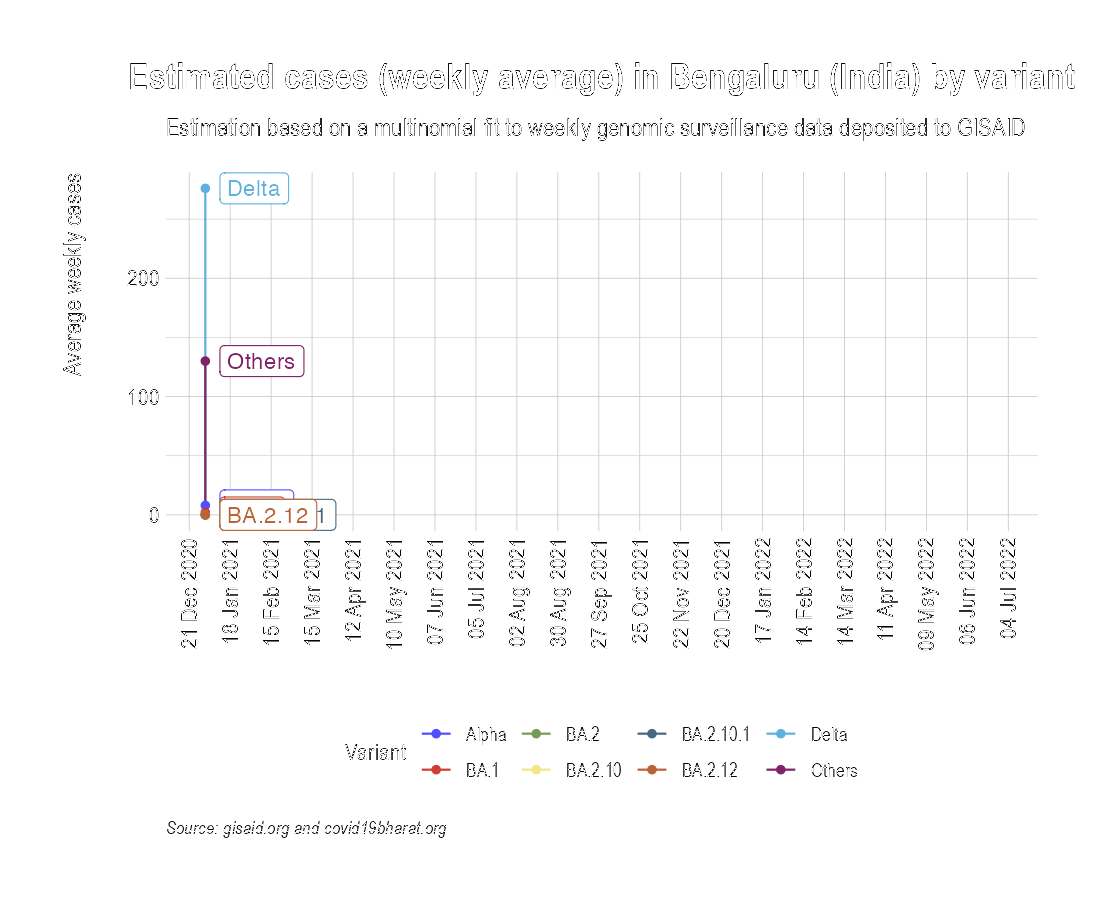 Estimated cases (weekly average) in Bengaluru (India) by variant
Estimation based on a multinomial fit to weekly genomic surveillance data deposited to GISAID
Average weekly cases
200
100
0
Delta
Others
BA.2.12
1
21 Dec 2020
18 Jan 2021
15 Feb 2021
15 Mar 2021
12 Apr 2021
10 May 2021
07 Jun 2021
05 Jul 2021
02 Aug 2021
30 Aug 2021
27 Sep 2021
25 Oct 2021
22 Nov 2021
20 Dec 2021
17 Jan 2022
14 Feb 2022
14 Mar 2022
11 Apr 2022
09 May 2022
06 Jun 2022
04 Jul 2022
Variant
Alpha
BA.2
BA.2.10.1
Delta
BA.1
BA.2.10
BA.2.12
Others
Source: gisaid.org and covid19bharat.org